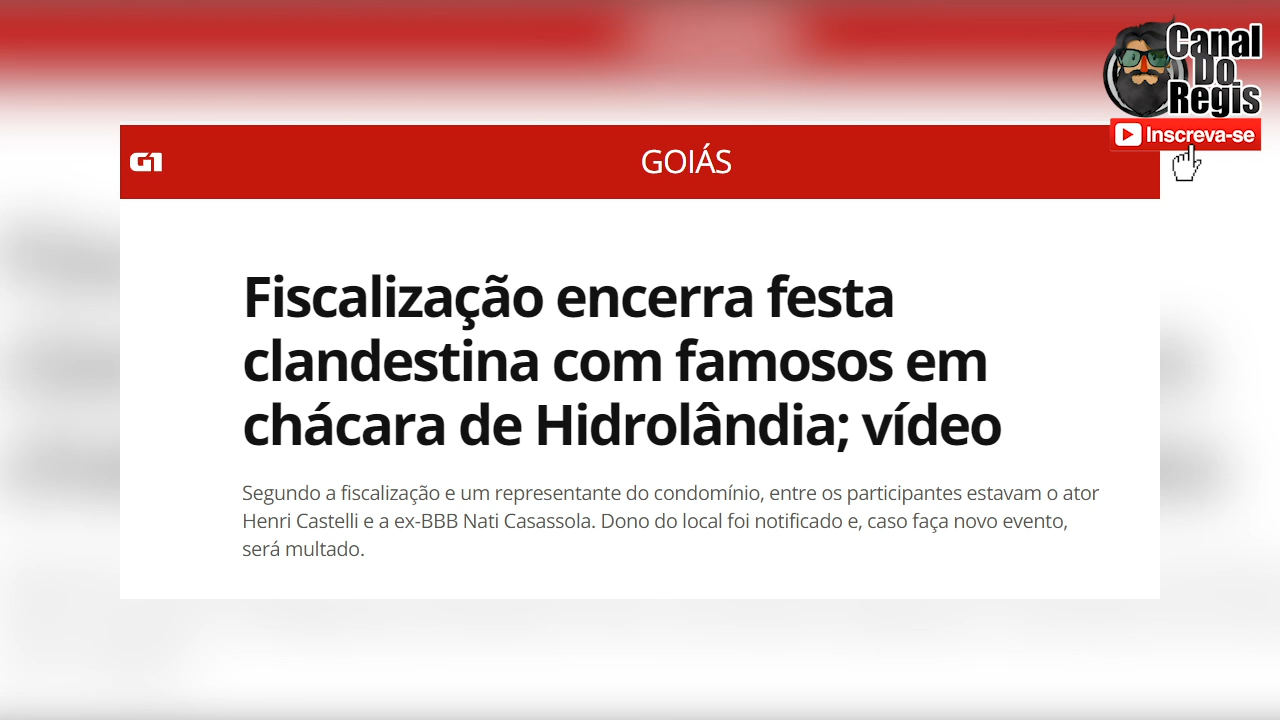 Canal
Do
Regis
Inscreva-se
G1
GOIÁS
Fiscalização encerra festa
clandestina com famosos em
chácara de Hidrolândia; vídeo
Segundo a fiscalização e um representante do condomínio, entre os participantes estavam o ator
Henri Castelli e a ex-BBB Nati Casassola. Dono do local foi notificado e, caso faça novo evento,
será multado.